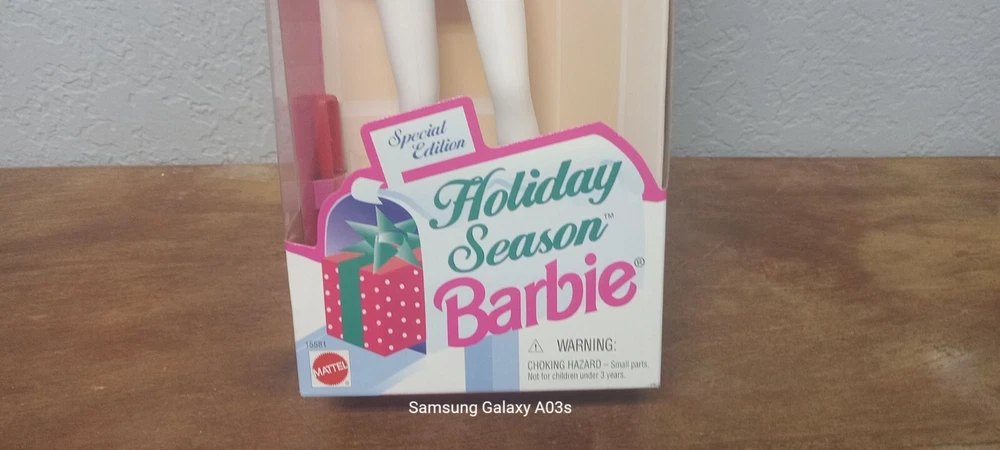 Special
Edition
Holiday
Season™
Barbie®
15581
MATTEL
®
⚠ WARNING:
CHOKING HAZARD – Small parts.
Not for children under 3 years.
Samsung Galaxy A03s